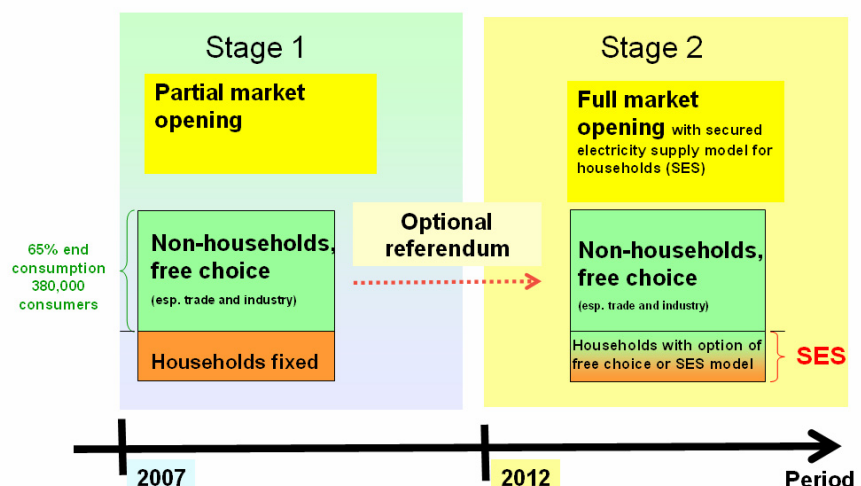 Stage 1
Partial market
opening
65% end
consumption
380,000
consumers
Non-households,
free choice
(esp. trade and industry)
Households fixed
Optional
referendum
Stage 2
Full market
opening with secured
electricity supply model for
households (SES)
Non-households,
free choice
(esp. trade and industry)
Households with option of
free choice or SES model
SES
2007
2012
Period